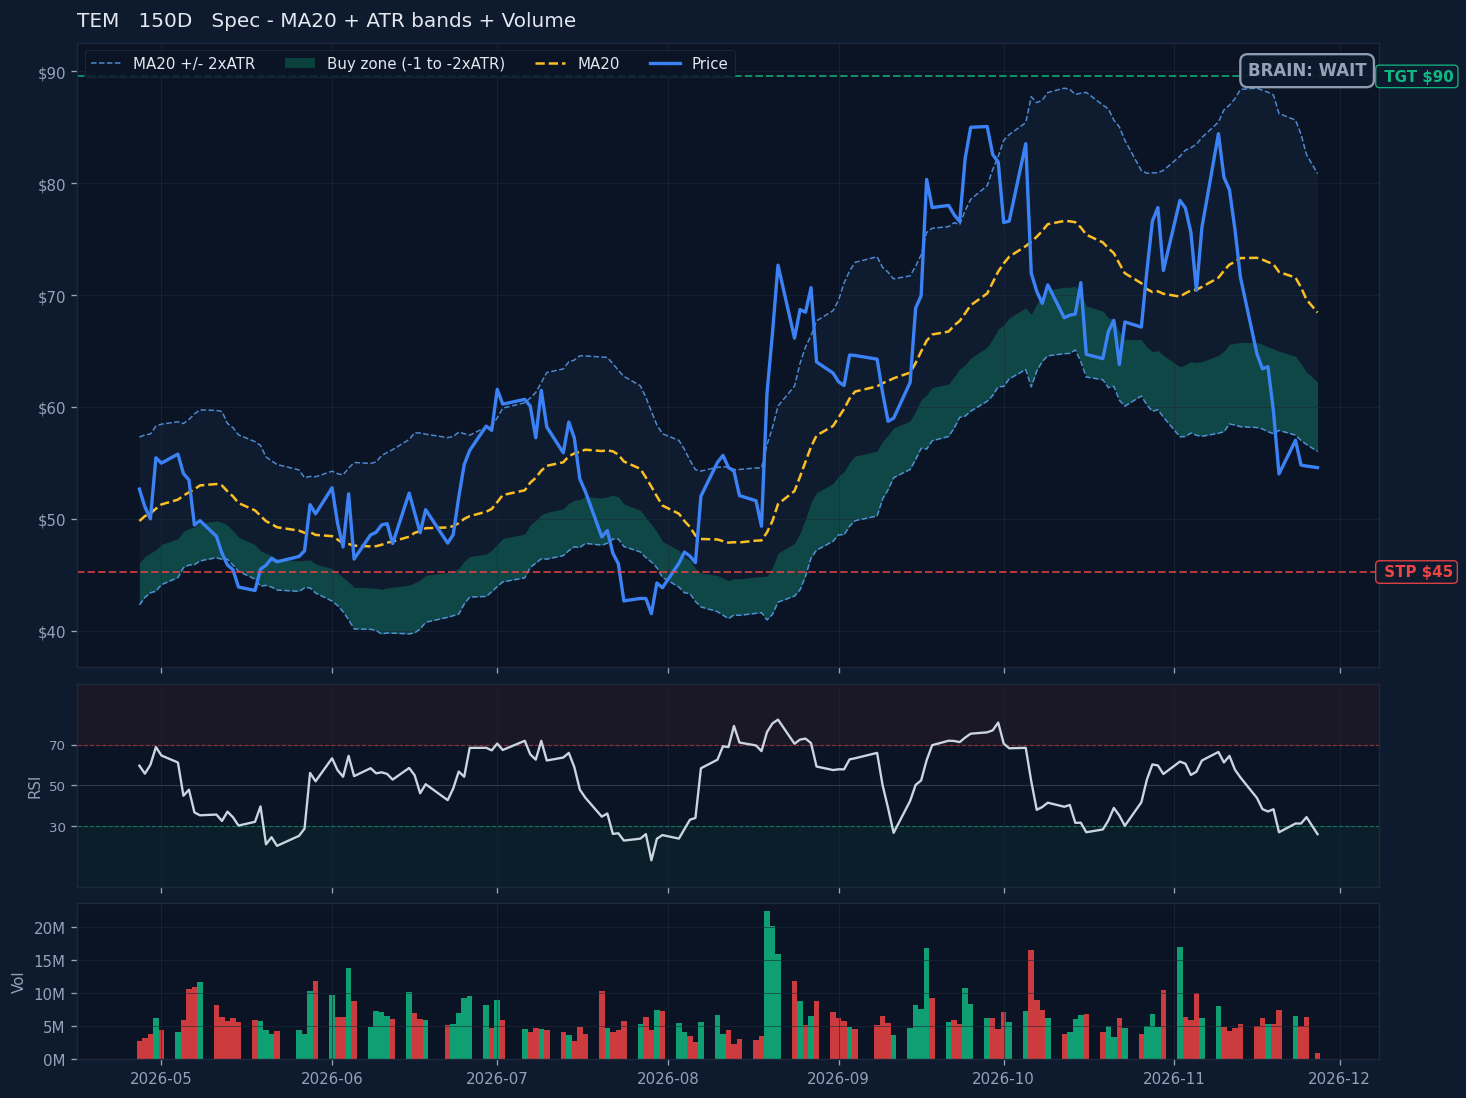 TEM   150D   Spec - MA20 + ATR bands + Volume
MA20 +/- 2xATR
Buy zone (-1 to -2xATR)
MA20
Price
BRAIN: WAIT
TGT $90
STP $45
$90
$80
$70
$60
$50
$40
RSI
70
50
30
Vol
20M
15M
10M
5M
0M
2026-05
2026-06
2026-07
2026-08
2026-09
2026-10
2026-11
2026-12